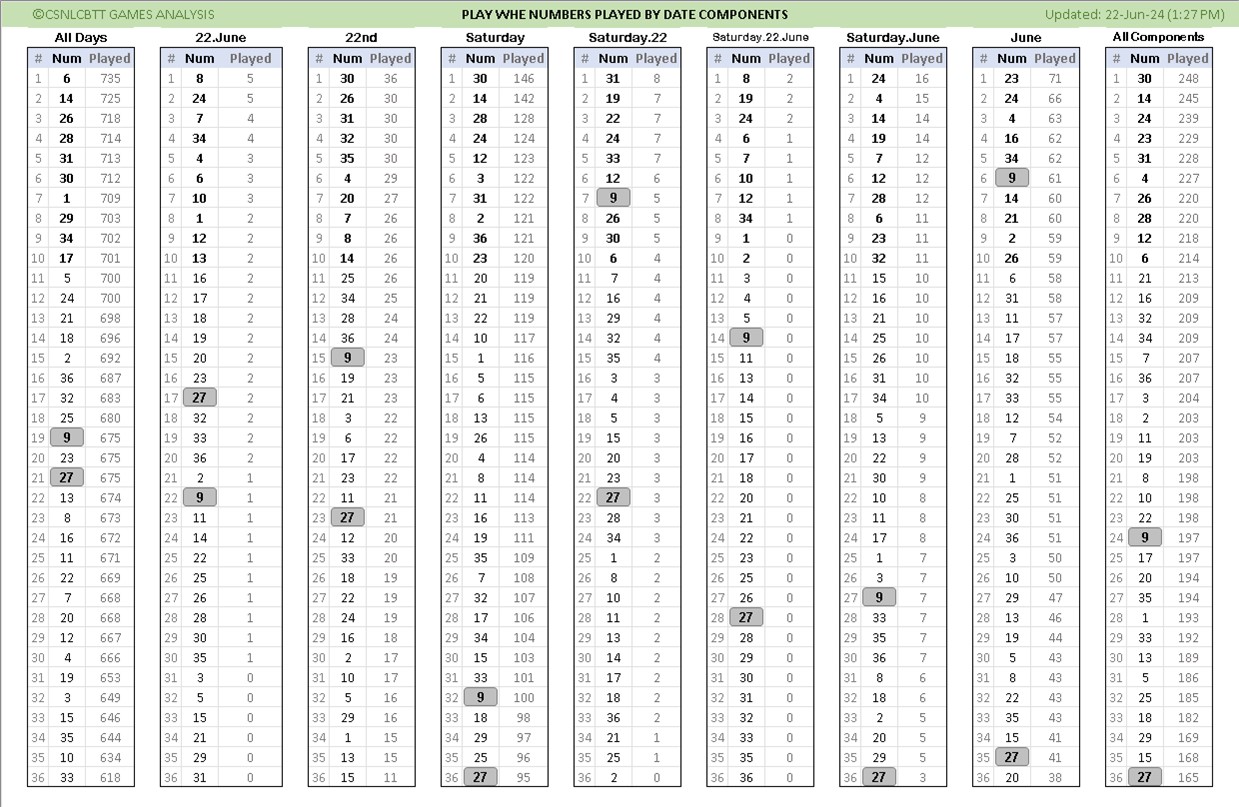 ©CSNLCBTT GAMES ANALYSIS PLAY WHE NUMBERS PLAYED BY DATE COMPONENTS Updated: 22-Jun-24 (1:27 PM)
All Days 22.June 22nd Saturday Saturday.22 Saturday.22.June Saturday.June June All Components
# Num Played # Num Played # Num Played # Num Played # Num Played # Num Played # Num Played # Num Played # Num Played
1 6 735 1 8 5 1 30 36 1 30 146 1 31 8 1 8 2 1 24 16 1 23 71 1 30 248
2 14 725 2 24 5 2 26 30 2 14 142 2 19 7 2 19 2 2 4 15 2 24 66 2 14 245
3 26 718 3 7 4 3 31 30 3 28 128 3 22 7 3 24 2 3 14 14 3 4 63 3 24 239
4 28 714 4 34 4 4 32 30 4 24 124 4 24 7 4 6 1 4 19 14 4 16 62 4 23 229
5 31 713 5 4 3 5 35 30 5 12 123 5 33 7 5 7 1 5 7 12 5 34 62 5 31 228
6 30 712 6 6 3 6 4 29 6 3 122 6 12 6 6 10 1 6 12 12 6 9 61 6 4 227
7 1 709 7 10 3 7 20 27 7 31 122 7 9 5 7 12 1 7 28 12 7 14 60 7 26 220
8 29 703 8 1 2 8 7 26 8 2 121 8 26 5 8 34 1 8 6 11 8 21 60 8 28 220
9 34 702 9 12 2 9 8 26 9 36 121 9 30 5 9 1 0 9 23 11 9 2 59 9 12 218
10 17 701 10 13 2 10 14 26 10 23 120 10 6 4 10 2 0 10 32 11 10 26 59 10 6 214
11 5 700 11 16 2 11 25 26 11 20 119 11 7 4 11 3 0 11 15 10 11 6 58 11 21 213
12 24 700 12 17 2 12 34 25 12 21 119 12 16 4 12 4 0 12 16 10 12 31 58 12 16 209
13 21 698 13 18 2 13 28 24 13 22 119 13 29 4 13 5 0 13 21 10 13 11 57 13 32 209
14 18 696 14 19 2 14 36 24 14 10 117 14 32 4 14 9 0 14 25 10 14 17 57 14 34 209
15 2 692 15 20 2 15 9 23 15 1 116 15 35 4 15 11 0 15 26 10 15 18 55 15 7 207
16 36 687 16 23 2 16 19 23 16 5 115 16 3 3 16 13 0 16 31 10 16 32 55 16 36 207
17 32 683 17 27 2 17 21 23 17 6 115 17 4 3 17 14 0 17 34 10 17 33 55 17 3 204
18 25 680 18 32 2 18 3 22 18 13 115 18 5 3 18 15 0 18 5 9 18 12 54 18 2 203
19 9 675 19 33 2 19 6 22 19 26 115 19 15 3 19 16 0 19 13 9 19 7 52 19 11 203
20 23 675 20 36 2 20 17 22 20 4 114 20 20 3 20 17 0 20 22 9 20 28 52 20 19 203
21 27 675 21 2 1 21 23 22 21 8 114 21 23 3 21 18 0 21 30 9 21 1 51 21 8 198
22 13 674 22 9 1 22 11 21 22 11 114 22 27 3 22 20 0 22 10 8 22 25 51 22 10 198
23 8 673 23 11 1 23 27 21 23 16 113 23 28 3 23 21 0 23 11 8 23 30 51 23 22 198
24 16 672 24 14 1 24 12 20 24 19 111 24 34 3 24 22 0 24 17 8 24 36 51 24 9 197
25 11 671 25 22 1 25 33 20 25 35 109 25 1 2 25 23 0 25 1 7 25 3 50 25 17 197
26 22 669 26 25 1 26 18 19 26 7 108 26 8 2 26 25 0 26 3 7 26 10 50 26 20 194
27 7 668 27 26 1 27 22 19 27 32 107 27 10 2 27 26 0 27 9 7 27 29 47 27 35 194
28 20 668 28 28 1 28 24 19 28 17 106 28 11 2 28 27 0 28 33 7 28 13 46 28 1 193
29 12 667 29 30 1 29 16 18 29 34 104 29 13 2 29 28 0 29 35 7 29 19 44 29 33 192
30 4 666 30 35 1 30 2 17 30 15 103 30 14 2 30 29 0 30 36 7 30 5 43 30 13 189
31 19 653 31 3 0 31 10 17 31 33 101 31 17 2 31 30 0 31 8 6 31 8 43 31 5 186
32 3 649 32 5 0 32 5 16 32 9 100 32 18 2 32 31 0 32 18 6 32 22 43 32 25 185
33 15 646 33 15 0 33 29 16 33 18 98 33 36 2 33 32 0 33 2 5 33 35 43 33 18 182
34 35 644 34 21 0 34 1 15 34 29 97 34 21 1 34 33 0 34 20 5 34 15 41 34 29 169
35 10 634 35 29 0 35 13 15 35 25 96 35 25 1 35 35 0 35 29 5 35 27 41 35 15 168
36 33 618 36 31 0 36 15 11 36 27 95 36 2 0 36 36 0 36 27 3 36 20 38 36 27 165